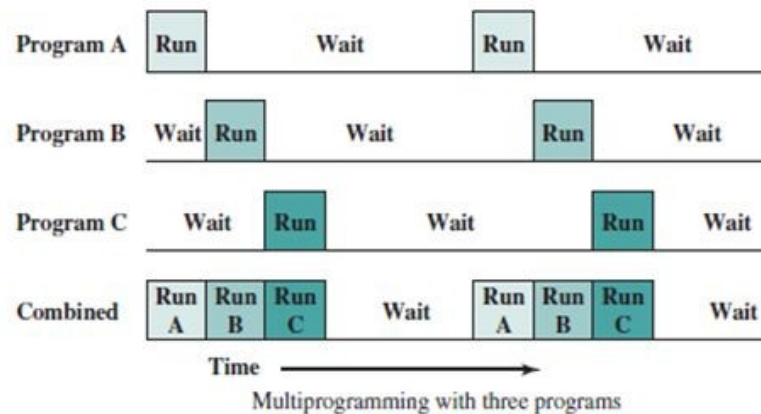 Program A Run Wait Run Wait
Program B Wait Run Wait Run Wait
Program C Wait Run Wait Run Wait
Combined Run A Run B Run C Wait Run A Run B Run C Wait
Time
Multiprogramming with three programs